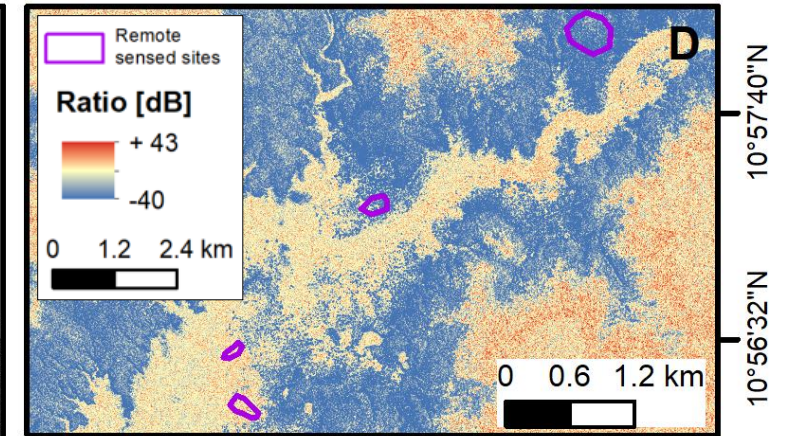 Remote
sensed sites
Ratio [dB]
+ 43
-40
0 1.2 2.4 km
D
10°57'40"N
10°56'32"N
0 0.6 1.2 km